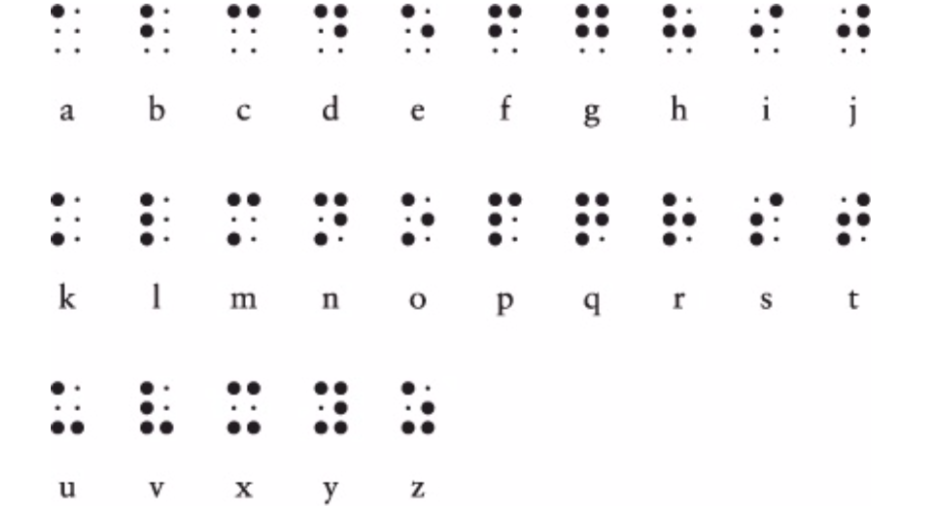 ⠁ ⠃ ⠉ ⠙ ⠑ ⠋ ⠛ ⠓ ⠊ ⠚
a b c d e f g h i j
⠅ ⠇ ⠍ ⠝ ⠕ ⠏ ⠟ ⠗ ⠎ ⠞
k l m n o p q r s t
⠥ ⠧ ⠭ ⠽ ⠵
u v x y z